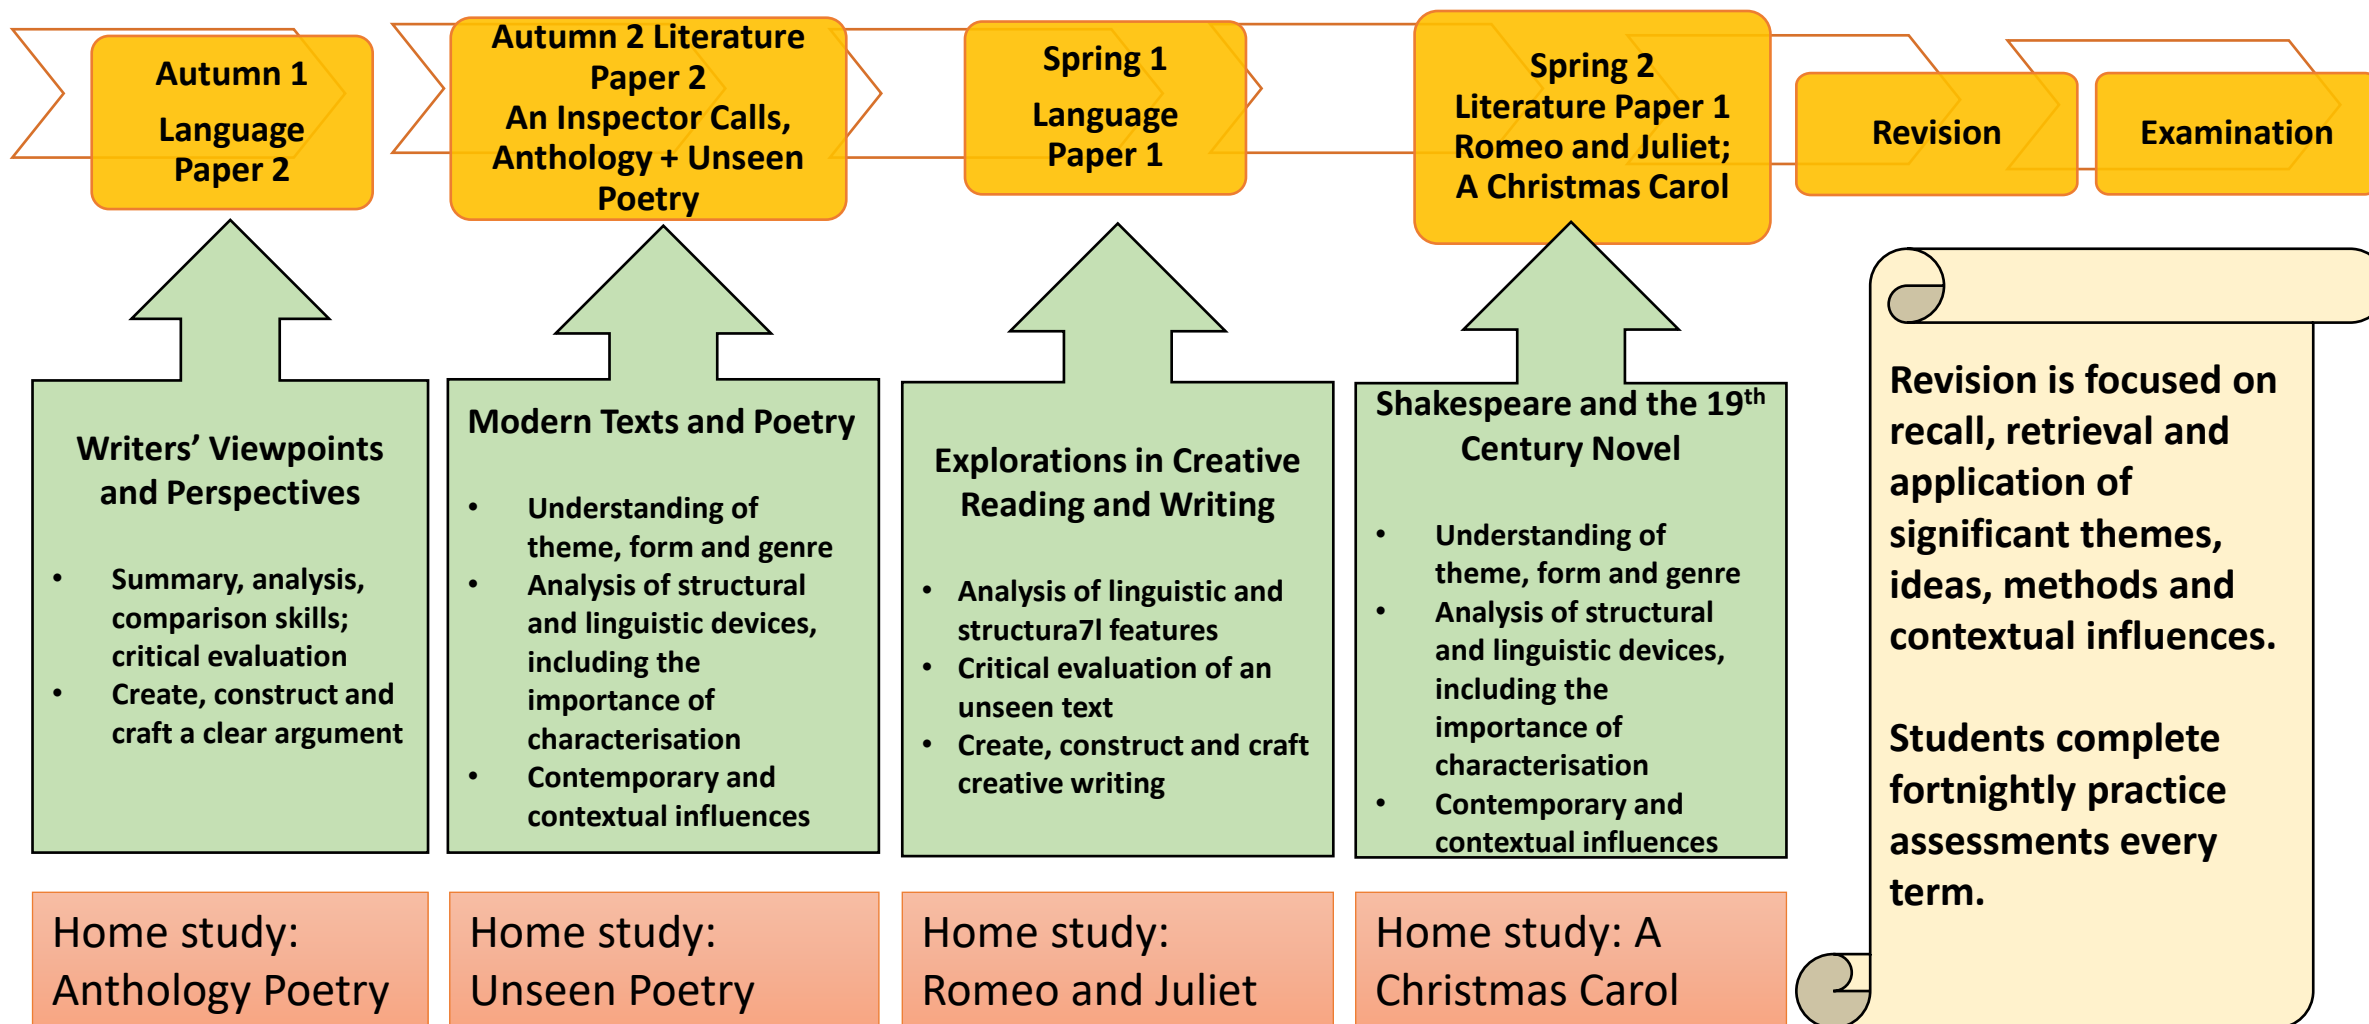 Autumn 1
Language
Paper 2
Autumn 2 Literature
Paper 2
An Inspector Calls,
Anthology + Unseen
Poetry
Spring 1
Language
Paper 1
Spring 2
Literature Paper 1
Romeo and Juliet;
A Christmas Carol
Revision
Examination
Writers’ Viewpoints
and Perspectives
• Summary, analysis,
comparison skills;
critical evaluation
• Create, construct and
craft a clear argument
Modern Texts and Poetry
• Understanding of
theme, form and genre
• Analysis of structural
and linguistic devices,
including the
importance of
characterisation
• Contemporary and
contextual influences
Explorations in Creative
Reading and Writing
• Analysis of linguistic and
structura7l features
• Critical evaluation of an
unseen text
• Create, construct and craft
creative writing
Shakespeare and the 19th
Century Novel
• Understanding of
theme, form and genre
• Analysis of structural
and linguistic devices,
including the
importance of
characterisation
• Contemporary and
contextual influences
Revision is focused on
recall, retrieval and
application of
significant themes,
ideas, methods and
contextual influences.
Students complete
fortnightly practice
assessments every
term.
Home study:
Anthology Poetry
Home study:
Unseen Poetry
Home study:
Romeo and Juliet
Home study: A
Christmas Carol